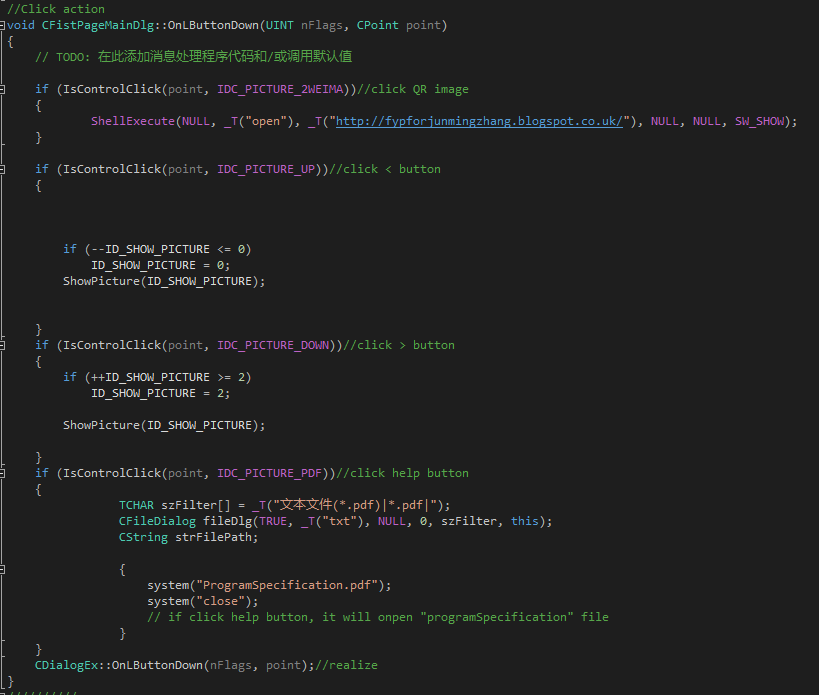 //Click action
void CFistPageMainDlg::OnLButtonDown(UINT nFlags, CPoint point)
{
// TODO: 在此添加消息处理程序代码和/或调用默认值
if (IsControlClick(point, IDC_PICTURE_2WEIMA))//click QR image
{
ShellExecute(NULL, _T("open"), _T("http://fypforjunmingzhang.blogspot.co.uk/"), NULL, NULL, SW_SHOW);
}
if (IsControlClick(point, IDC_PICTURE_UP))//click < button
{
if (--ID_SHOW_PICTURE <= 0)
ID_SHOW_PICTURE = 0;
ShowPicture(ID_SHOW_PICTURE);
}
if (IsControlClick(point, IDC_PICTURE_DOWN))//click > button
{
if (++ID_SHOW_PICTURE >= 2)
ID_SHOW_PICTURE = 2;
ShowPicture(ID_SHOW_PICTURE);
}
if (IsControlClick(point, IDC_PICTURE_PDF))//click help button
{
TCHAR szFilter[] = _T("文本文件(*.pdf)|*.pdf|");
CFileDialog fileDlg(TRUE, _T("txt"), NULL, 0, szFilter, this);
CString strFilePath;
{
system("ProgramSpecification.pdf");
system("close");
// if click help button, it will onpen "programSpecification" file
}
}
CDialogEx::OnLButtonDown(nFlags, point);//realize
}